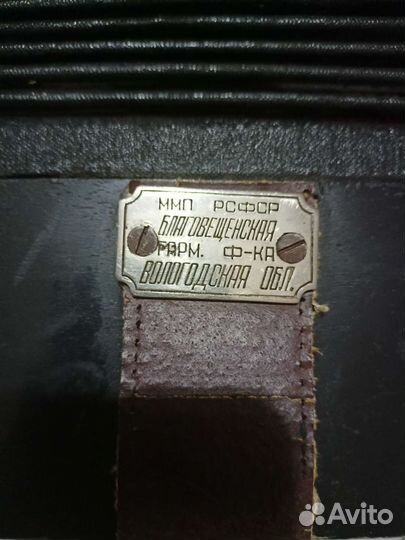 ММП РСФСР
БЛАГОВЕЩЕНСКАЯ
ГАРМ. Ф-КА
ВОЛОГОДСКАЯ ОБЛ.
Avito